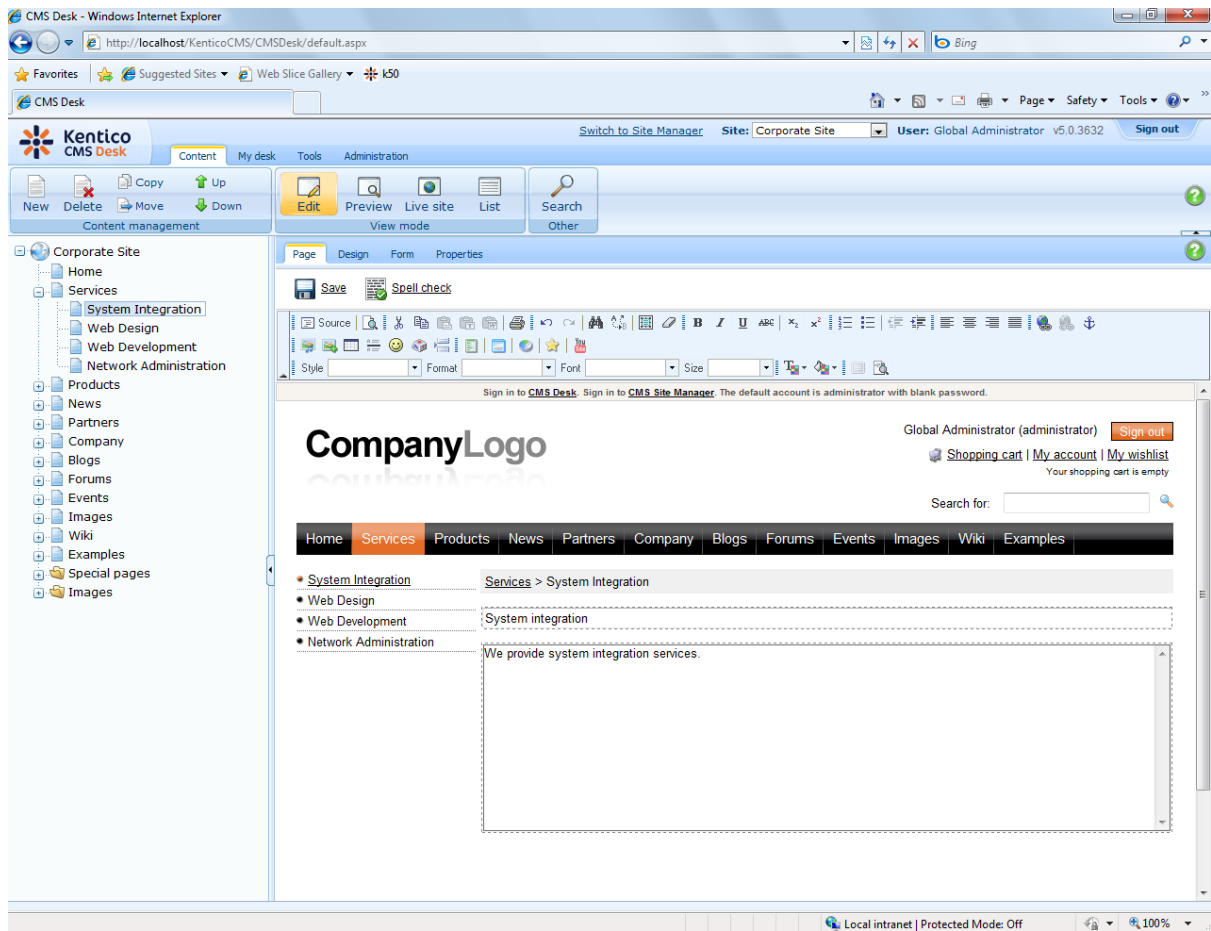 CMS Desk - Windows Internet Explorer
http://localhost/KenticoCMS/CMSDesk/default.aspx
Bing
Favorites Suggested Sites Web Slice Gallery k50
CMS Desk
Page Safety Tools
Kentico
CMS Desk
Switch to Site Manager Site: Corporate Site User: Global Administrator v5.0.3632 Sign out
Content My desk Tools Administration
New Delete Copy Move Up Down
Content management
Edit Preview Live site List
View mode
Search
Other
Corporate Site
Home
Services
System Integration
Web Design
Web Development
Network Administration
Products
News
Partners
Company
Blogs
Forums
Events
Images
Wiki
Examples
Special pages
Images
Page Design Form Properties
Save Spell check
Source B I U ABC x₂ x²
Style Format Font Size
Sign in to CMS Desk. Sign in to CMS Site Manager. The default account is administrator with blank password.
CompanyLogo
Global Administrator (administrator) Sign out
Shopping cart | My account | My wishlist
Your shopping cart is empty
Search for:
Home Services Products News Partners Company Blogs Forums Events Images Wiki Examples
System Integration
Web Design
Web Development
Network Administration
Services > System Integration
System integration
We provide system integration services.
Local intranet | Protected Mode: Off 100%